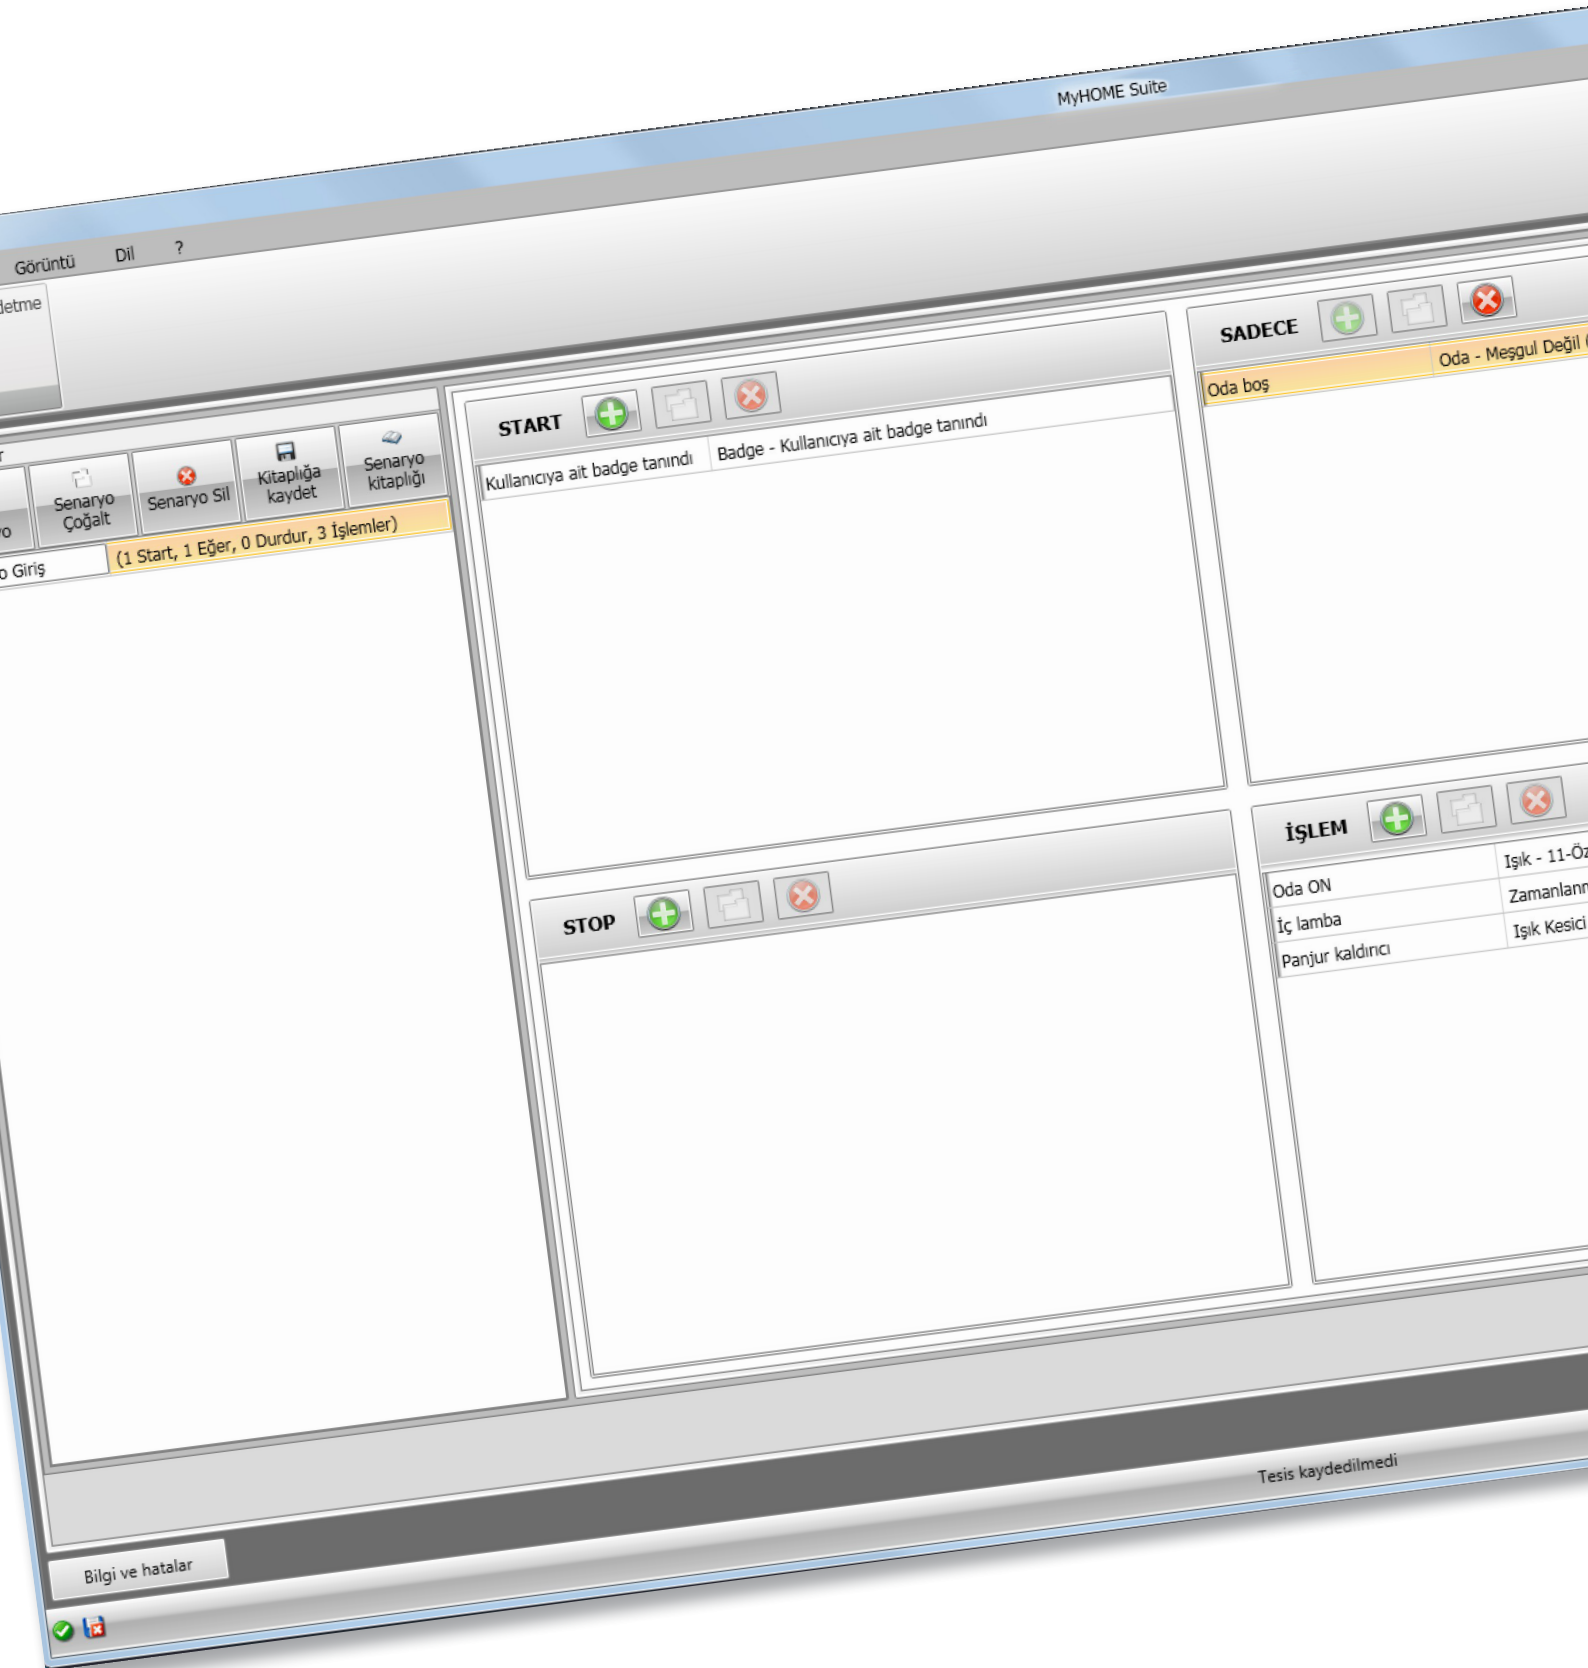 MyHOME Suite
Görüntü Dil ?
SADECE
Oda boş Oda - Meşgul Değil (
START
Kullanıcıya ait badge tanındı Badge - Kullanıcıya ait badge tanındı
Senaryo
Çoğalt
Senaryo Sil
Kitaplığa
kaydet
Senaryo
kitaplığı
Giriş (1 Start, 1 Eğer, 0 Durdur, 3 İşlemler)
STOP
İŞLEM
Oda ON Işık - 11-Öz
İç lamba Zamanlanm
Panjur kaldırıcı Işık Kesici
Tesis kaydedilmedi
Bilgi ve hatalar